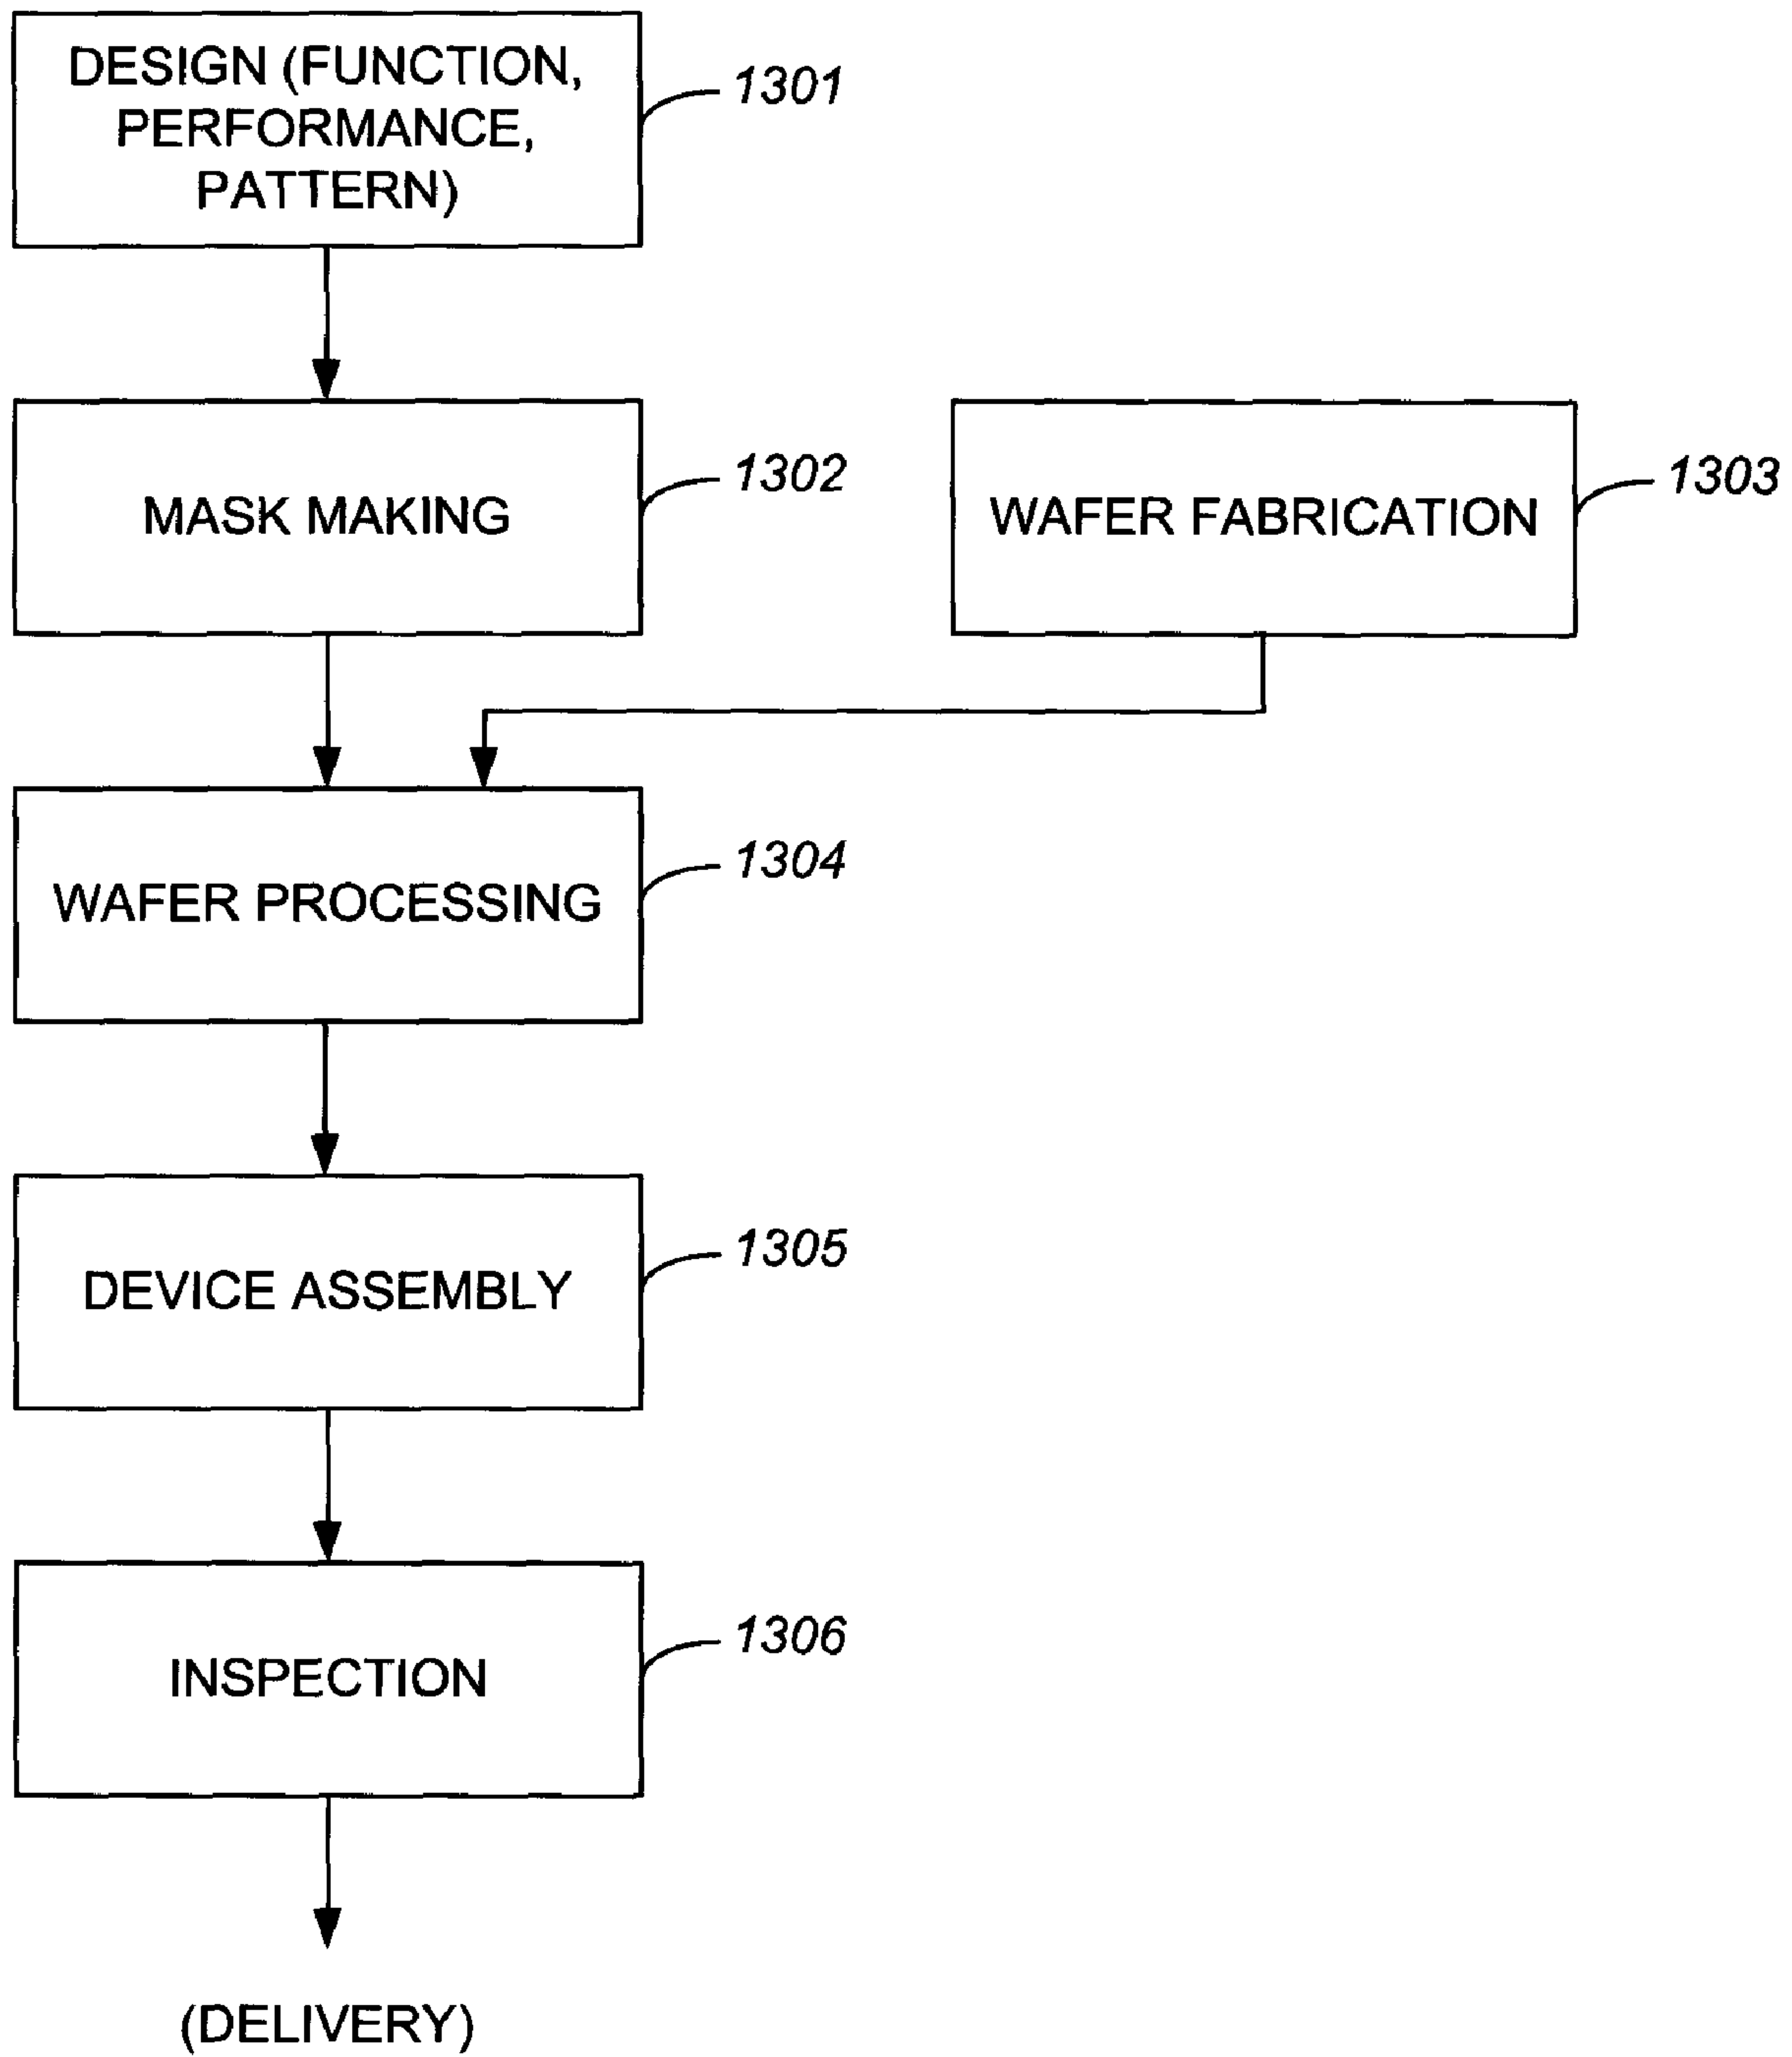 DESIGN (FUNCTION,
PERFORMANCE,
PATTERN)
1301
MASK MAKING
1302
WAFER FABRICATION
1303
WAFER PROCESSING
1304
DEVICE ASSEMBLY
1305
INSPECTION
1306
(DELIVERY)